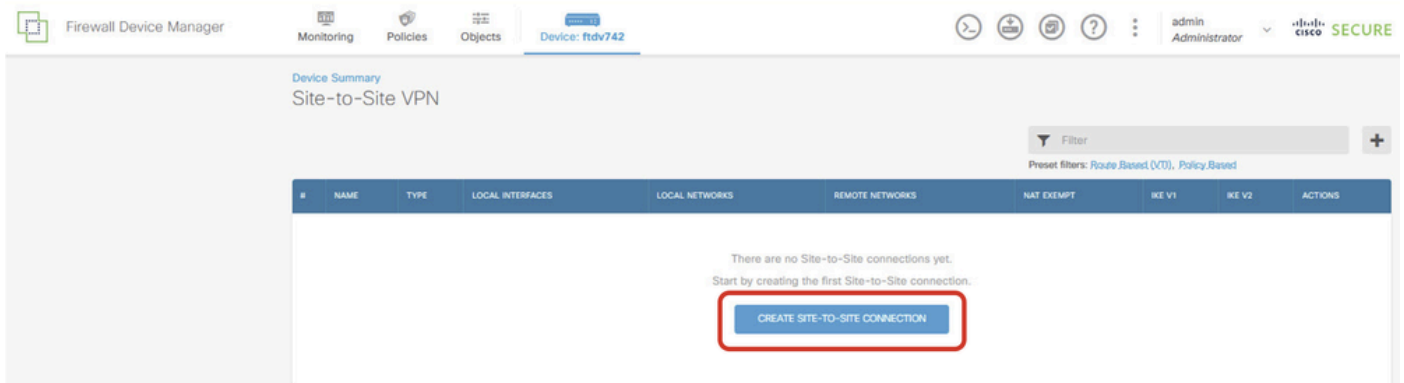 Firewall Device Manager
Monitoring
Policies
Objects
Device: ftdv742
admin
Administrator
CISCO SECURE
Device Summary
Site-to-Site VPN
Filter
Preset filters: Route Based (VTI), Policy Based
# NAME TYPE LOCAL INTERFACES LOCAL NETWORKS REMOTE NETWORKS NAT EXEMPT IKE V1 IKE V2 ACTIONS
There are no Site-to-Site connections yet.
Start by creating the first Site-to-Site connection.
CREATE SITE-TO-SITE CONNECTION